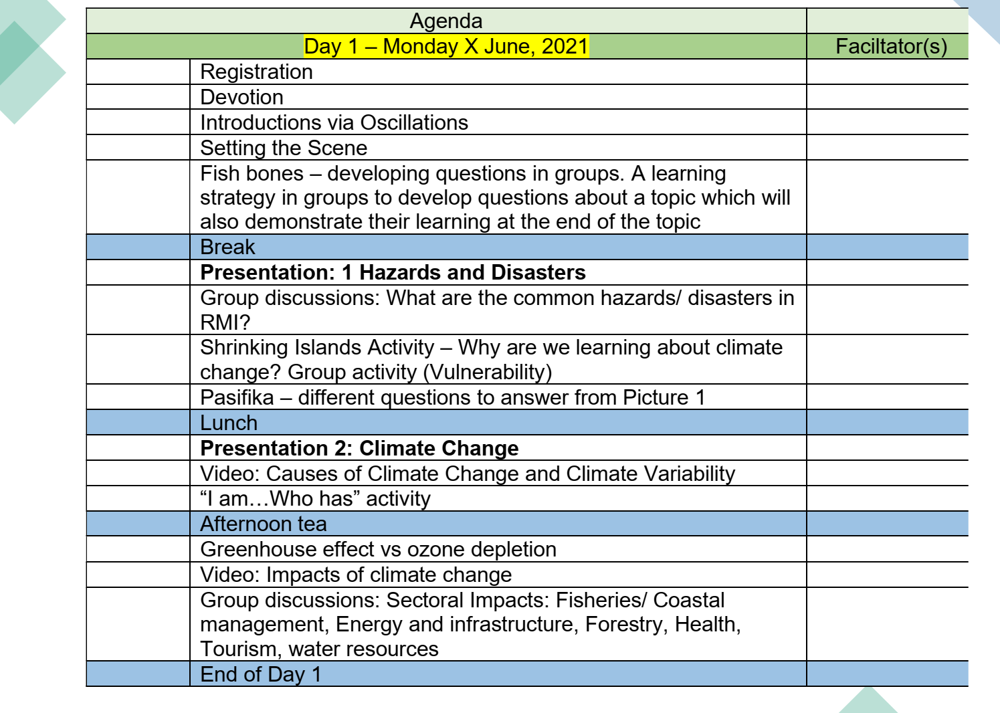 Agenda
Day 1 – Monday X June, 2021 Faciltator(s)
Registration
Devotion
Introductions via Oscillations
Setting the Scene
Fish bones – developing questions in groups. A learning
strategy in groups to develop questions about a topic which will
also demonstrate their learning at the end of the topic
Break
Presentation: 1 Hazards and Disasters
Group discussions: What are the common hazards/ disasters in
RMI?
Shrinking Islands Activity – Why are we learning about climate
change? Group activity (Vulnerability)
Pasifika – different questions to answer from Picture 1
Lunch
Presentation 2: Climate Change
Video: Causes of Climate Change and Climate Variability
“I am…Who has” activity
Afternoon tea
Greenhouse effect vs ozone depletion
Video: Impacts of climate change
Group discussions: Sectoral Impacts: Fisheries/ Coastal
management, Energy and infrastructure, Forestry, Health,
Tourism, water resources
End of Day 1